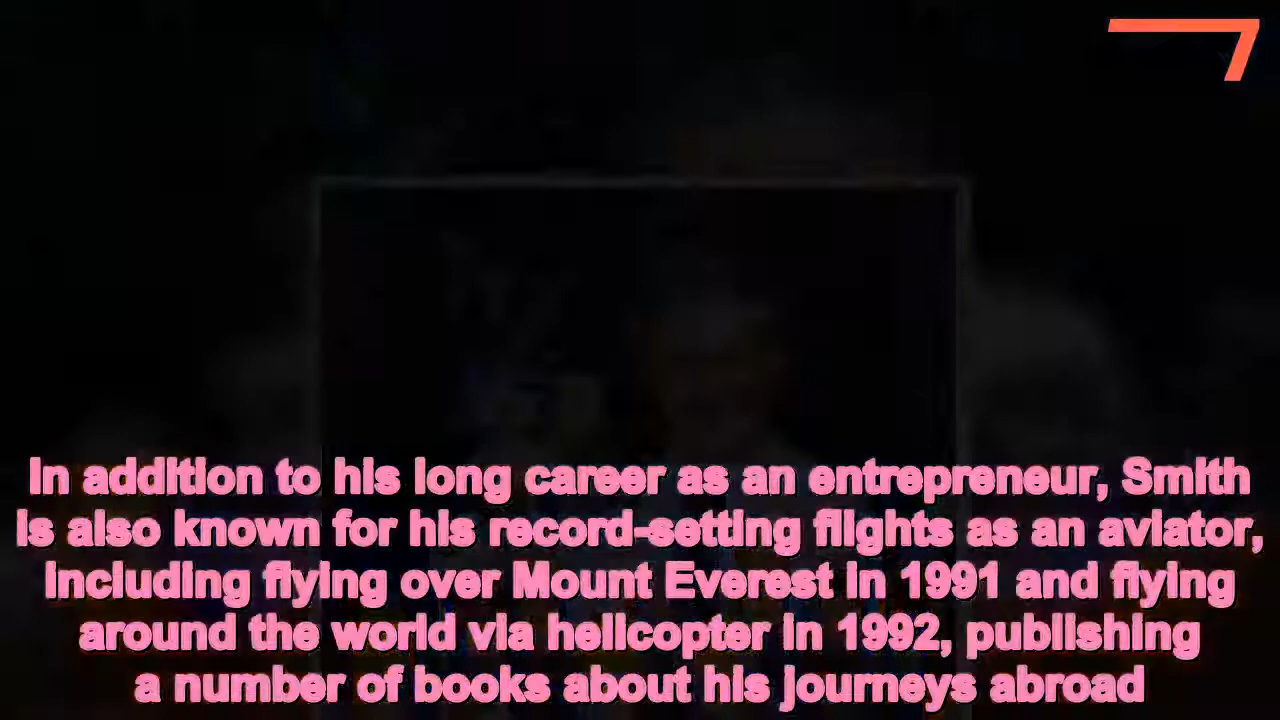 In addition to his long career as an entrepreneur, Smith
is also known for his record-setting flights as an aviator,
including flying over Mount Everest in 1991 and flying
around the world via helicopter in 1992, publishing
a number of books about his journeys abroad